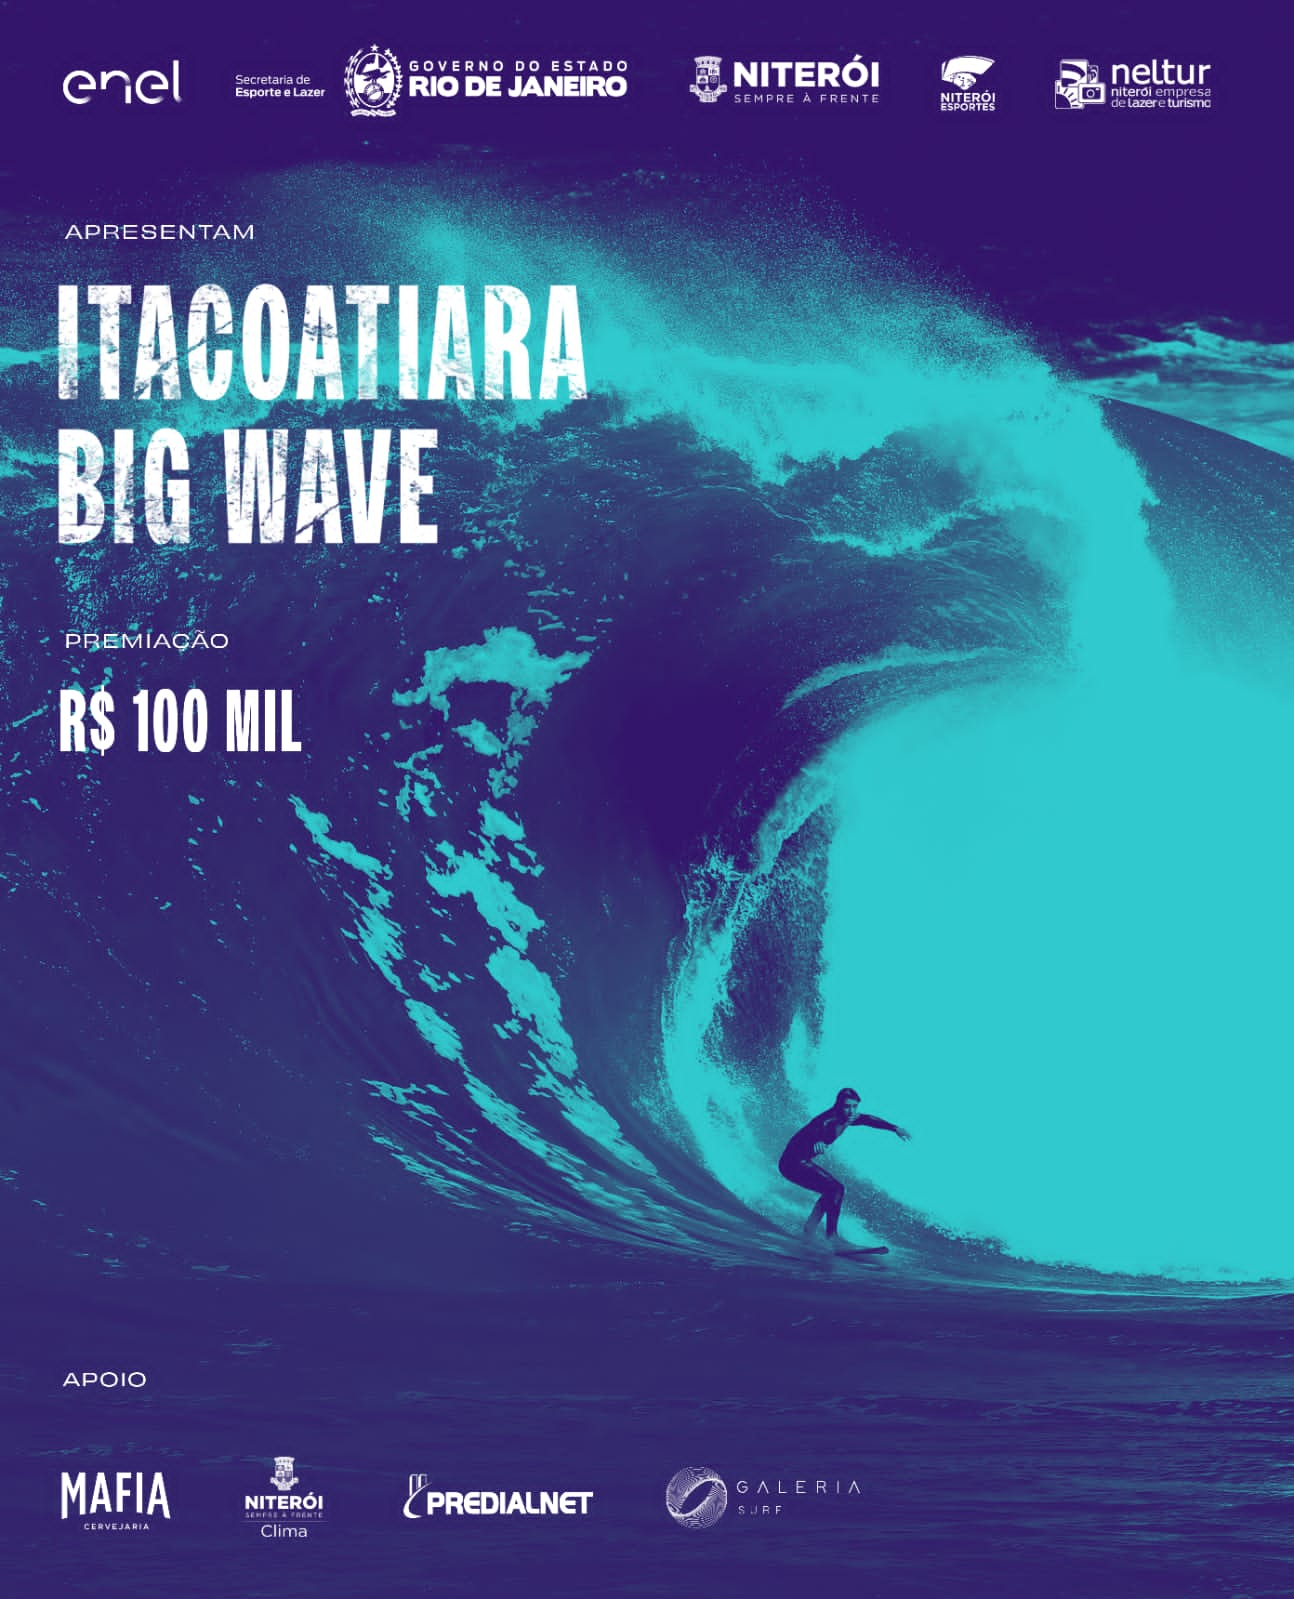 enel
Secretaria de
Esporte e Lazer
GOVERNO DO ESTADO
RIO DE JANEIRO
NITERÓI
SEMPRE À FRENTE
NITERÓI
ESPORTES
neltur
niterói empresa
de lazer e turismo
APRESENTAM
ITACOATIARA
BIG WAVE
PREMIAÇÃO
R$ 100 MIL
APOIO
MAFIA
CERVEJARIA
NITERÓI
SEMPRE À FRENTE
Clima
PREDIALNET
GALERIA
SURF